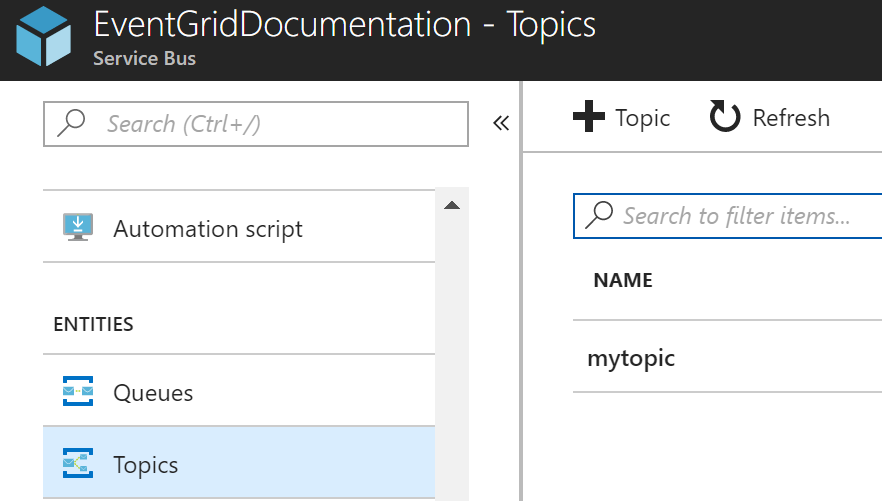 EventGridDocumentation - Topics
Service Bus
Search (Ctrl+/)
Automation script
ENTITIES
Queues
Topics
Topic
Refresh
Search to filter items...
NAME
mytopic